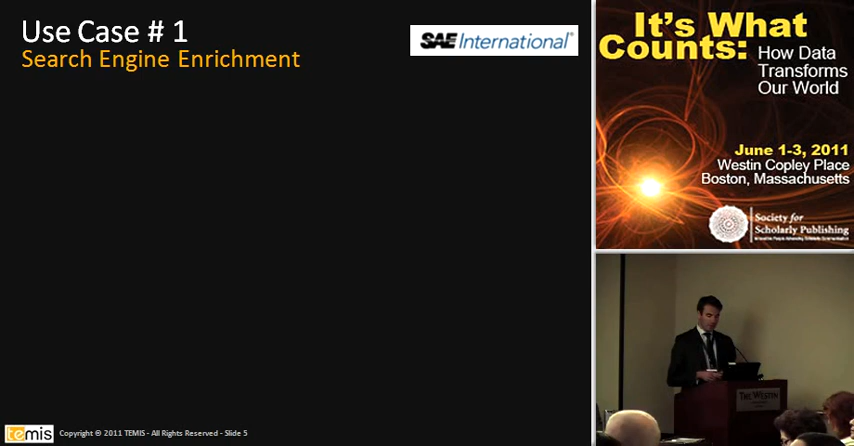 Use Case # 1
Search Engine Enrichment
SAE International®
temis
Copyright © 2011 TEMIS - All Rights Reserved - Slide 5
It's What
Counts:
How Data
Transforms
Our World
June 1-3, 2011
Westin Copley Place
Boston, Massachusetts
Society for
Scholarly Publishing
THE WESTIN